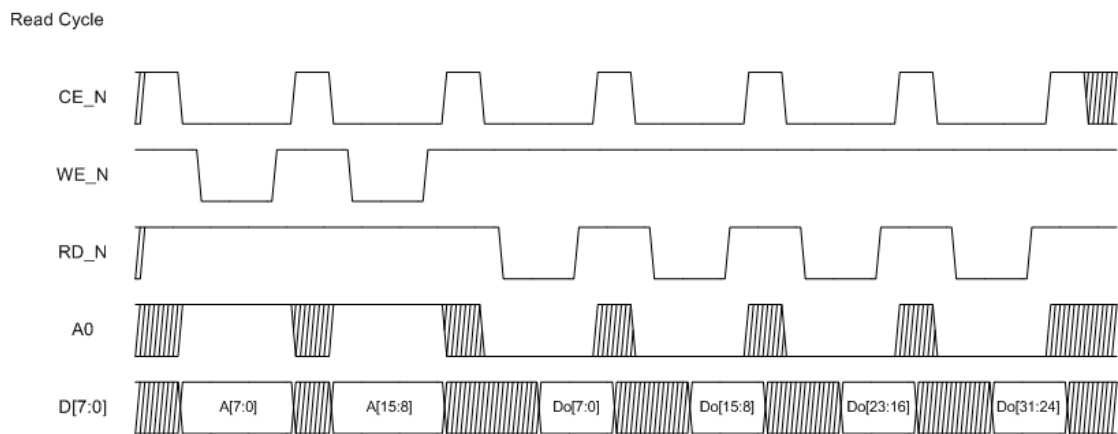 Read Cycle
CE_N
WE_N
RD_N
A0
D[7:0] A[7:0] A[15:8] Do[7:0] Do[15:8] Do[23:16] Do[31:24]